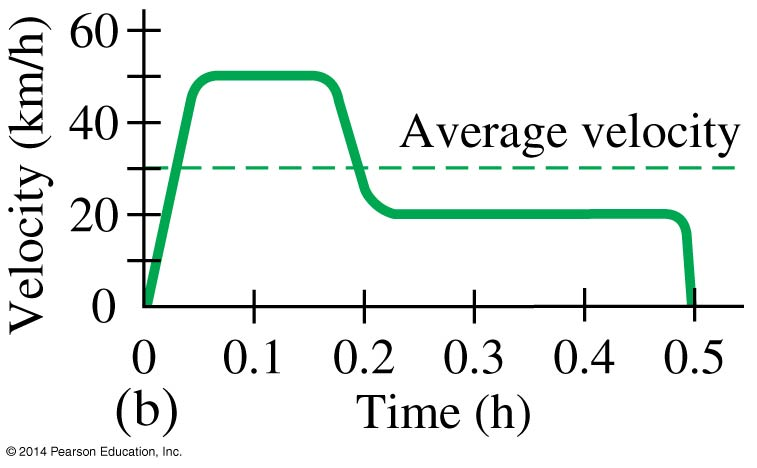 Velocity (km/h)
60
40
20
0
Average velocity
0 0.1 0.2 0.3 0.4 0.5
(b) Time (h)
© 2014 Pearson Education, Inc.